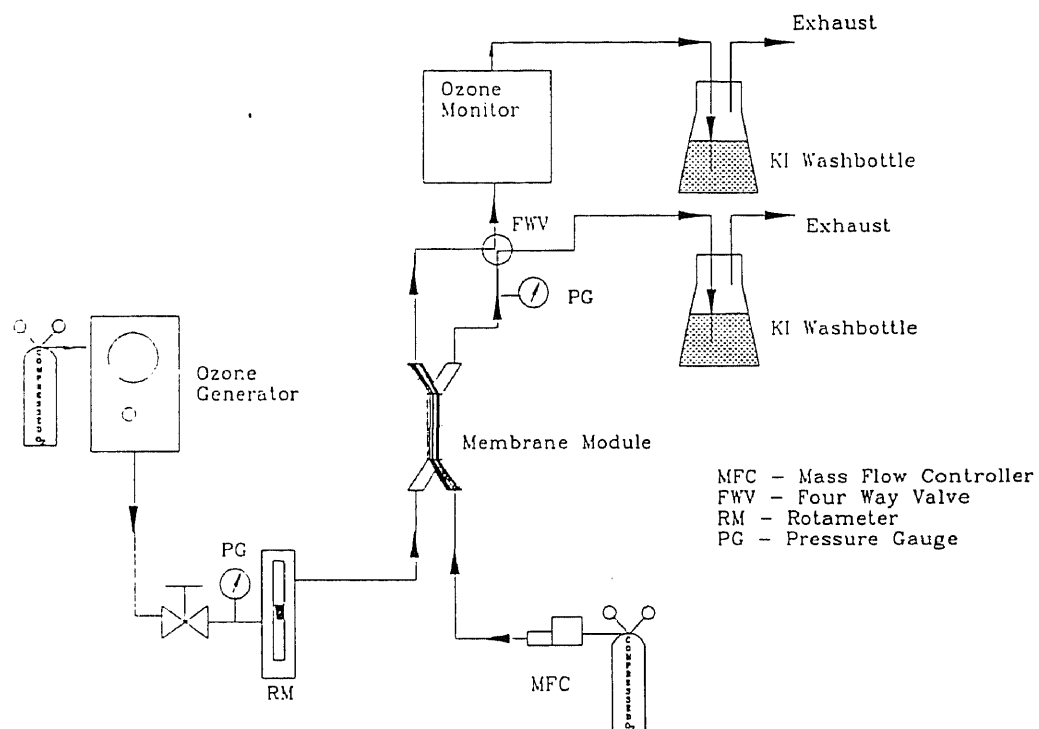 Exhaust
Ozone
Monitor
KI Washbottle
FWV
Exhaust
PG
KI Washbottle
Ozone
Generator
Membrane Module
MFC – Mass Flow Controller
FWV – Four Way Valve
RM – Rotameter
PG – Pressure Gauge
PG
RM
MFC